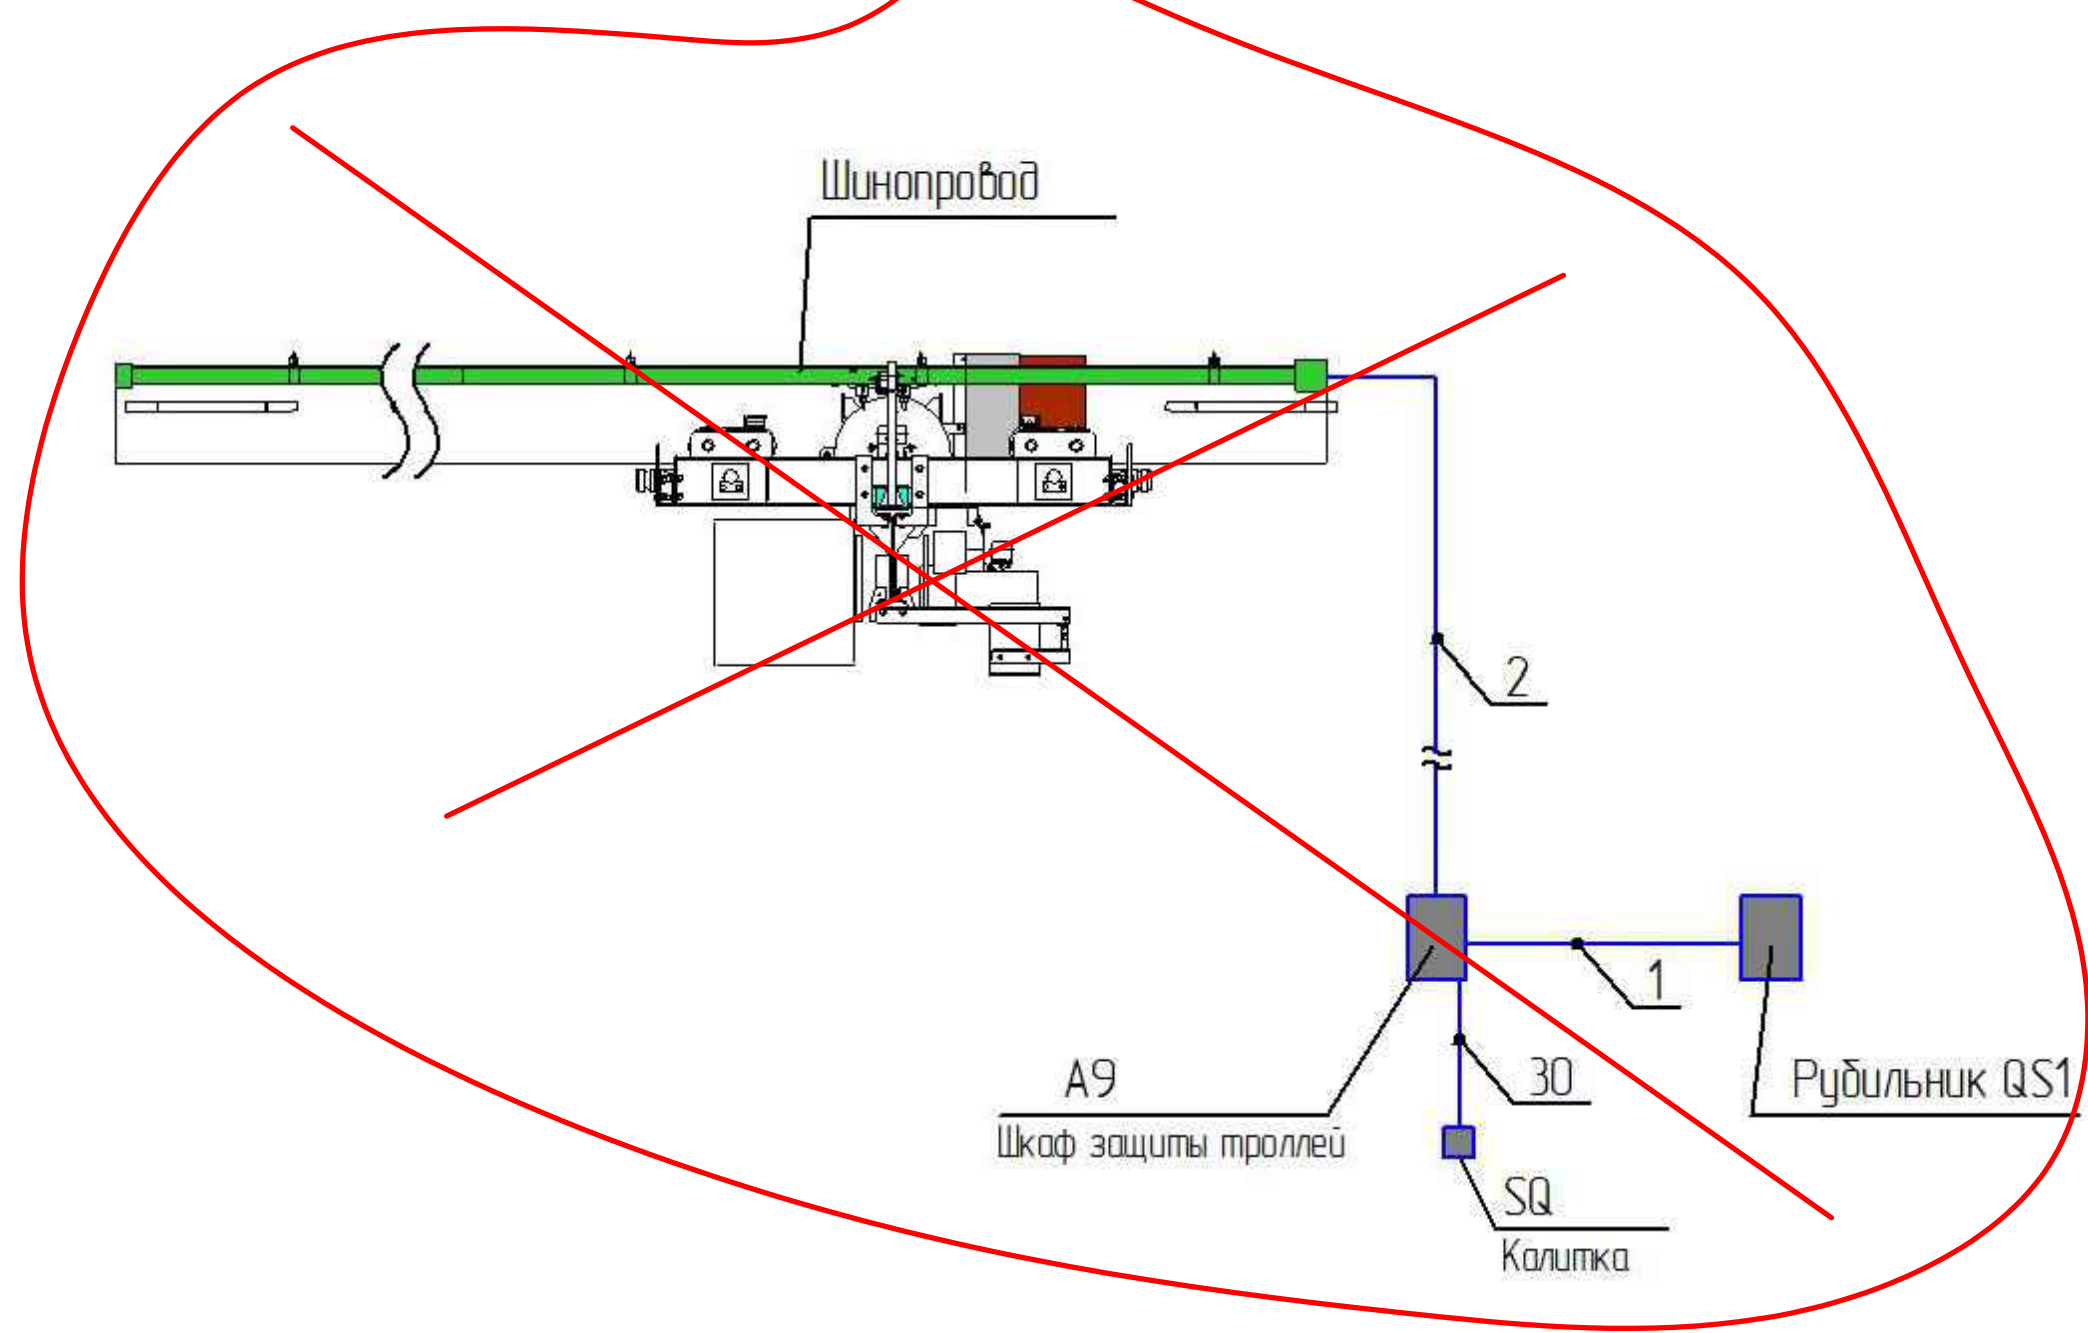 Шинопровод
2
1
30
А9
Шкаф защиты троллей
Рубильник QS1
SQ
Калитка